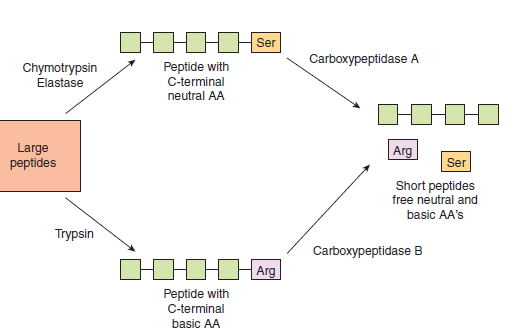 Ser
Carboxypeptidase A
Chymotrypsin
Elastase
Peptide with
C-terminal
neutral AA
Large
peptides
Arg
Ser
Short peptides
free neutral and
basic AA's
Trypsin
Carboxypeptidase B
Arg
Peptide with
C-terminal
basic AA